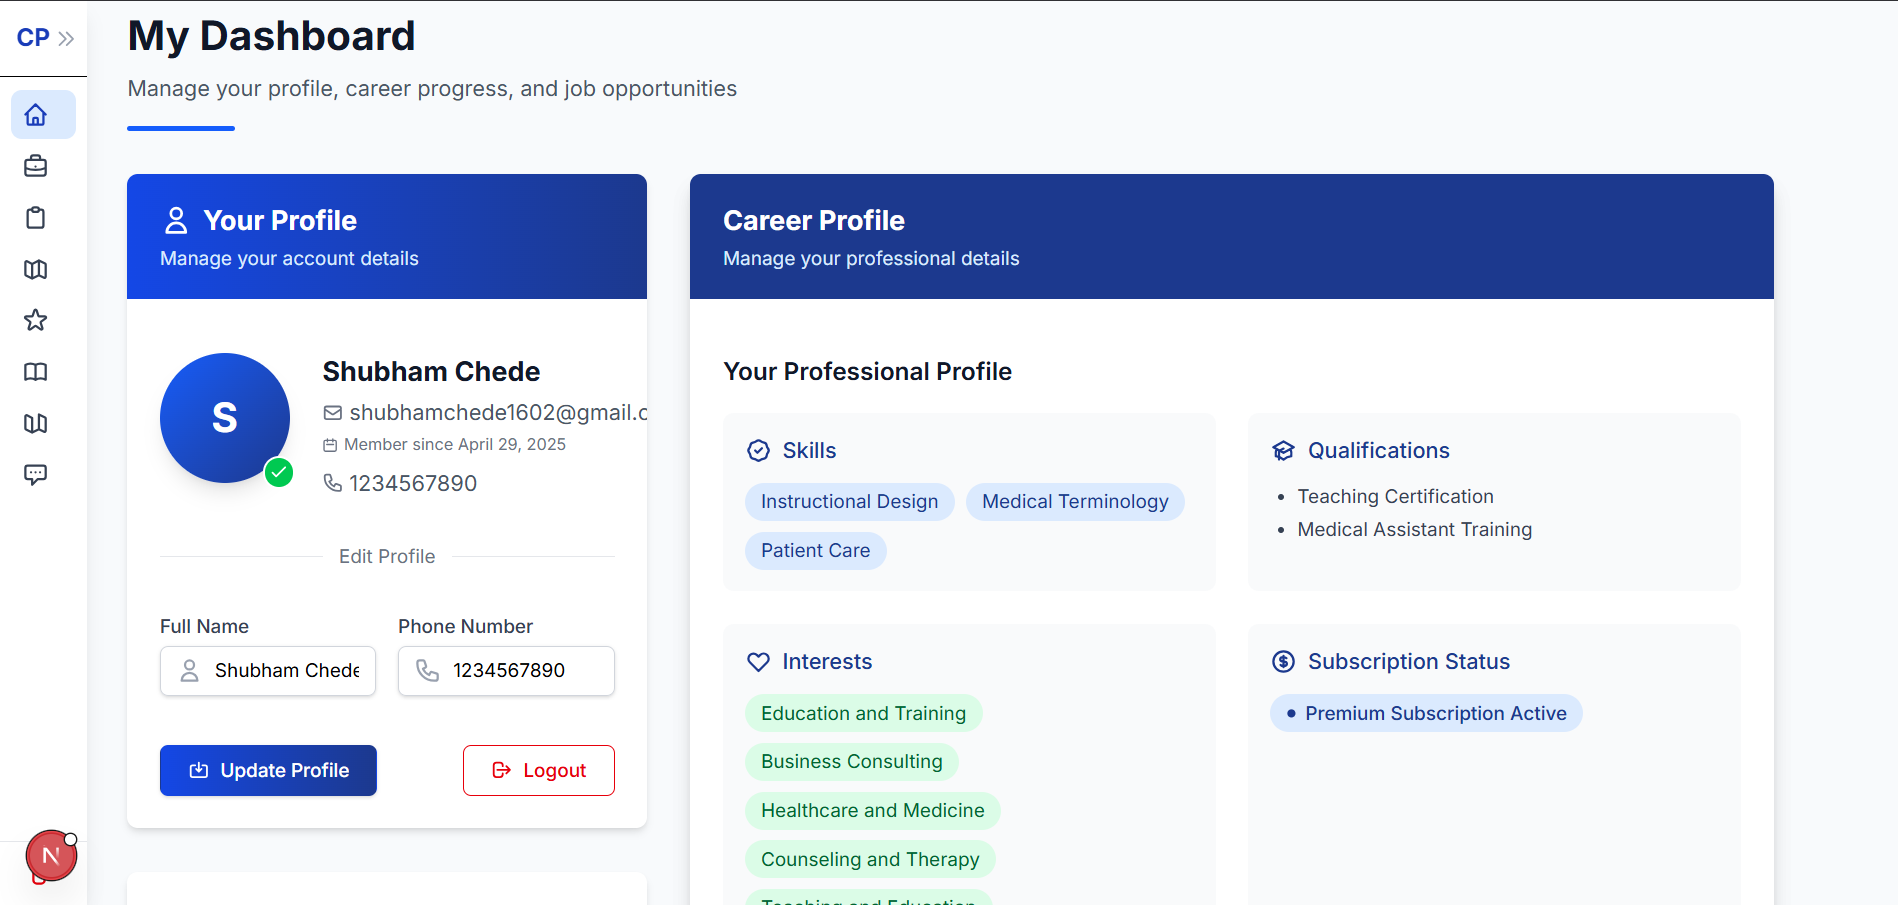 CP
My Dashboard
Manage your profile, career progress, and job opportunities
Your Profile
Manage your account details
S
Shubham Chede
shubhamchede1602@gmail.c
Member since April 29, 2025
1234567890
Edit Profile
Full Name
Phone Number
Shubham Chede
1234567890
Update Profile
Logout
Career Profile
Manage your professional details
Your Professional Profile
Skills
Instructional Design
Medical Terminology
Patient Care
Qualifications
Teaching Certification
Medical Assistant Training
Interests
Education and Training
Business Consulting
Healthcare and Medicine
Counseling and Therapy
Teaching and Education
Subscription Status
Premium Subscription Active
N